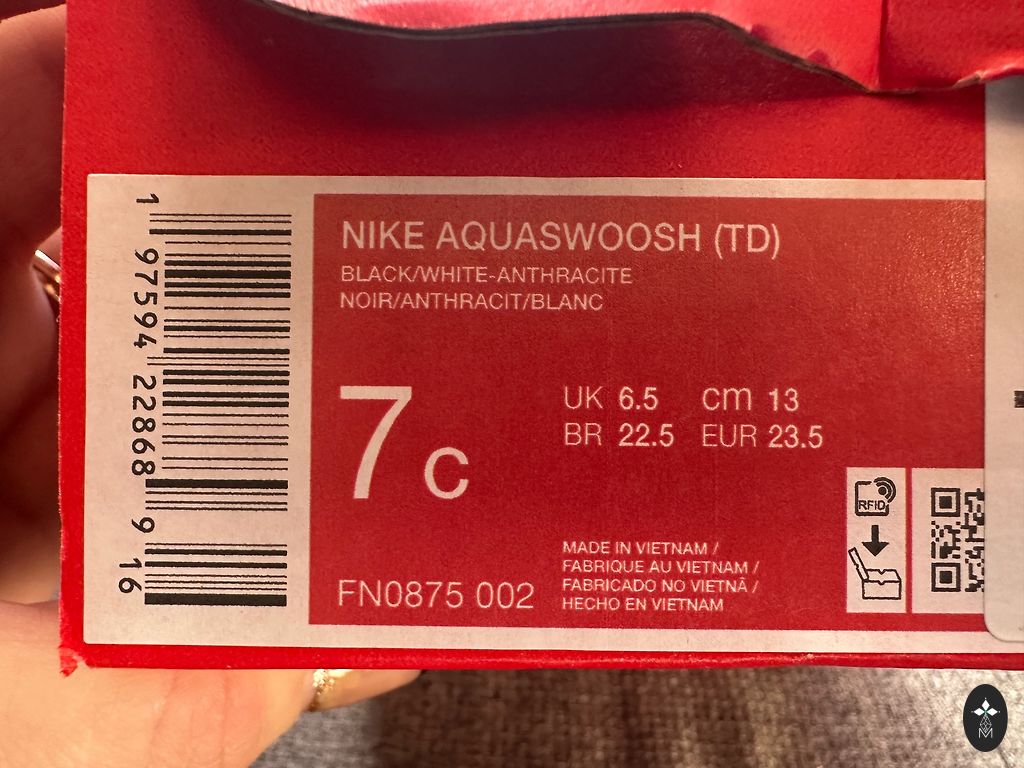 1 97594 22868 9 16
NIKE AQUASWOOSH (TD)
BLACK/WHITE-ANTHRACITE
NOIR/ANTHRACIT/BLANC
7 C
UK 6.5 cm 13
BR 22.5 EUR 23.5
RFID
MADE IN VIETNAM /
FABRIQUE AU VIETNAM /
FABRICADO NO VIETNÃ /
HECHO EN VIETNAM
FN0875 002
M